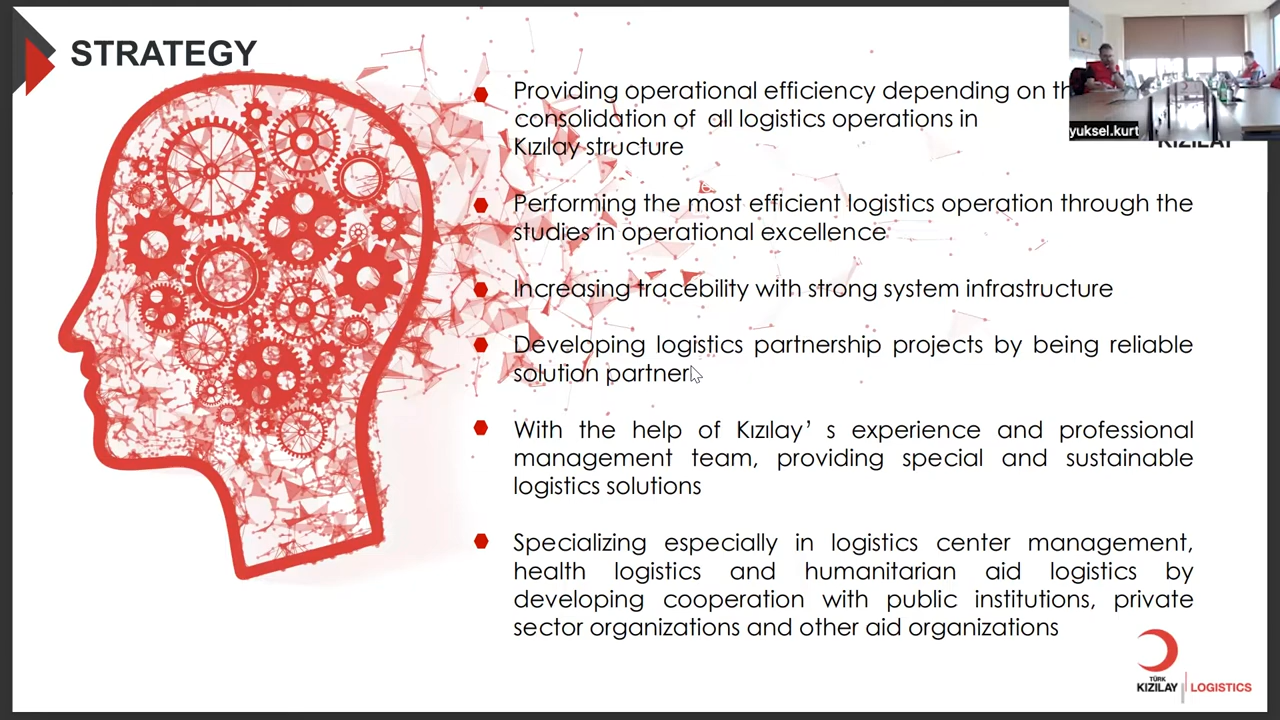 STRATEGY
Providing operational efficiency depending on
consolidation of all logistics operations in
Kızılay structure
Performing the most efficient logistics operation through the
studies in operational excellence
Increasing tracebility with strong system infrastructure
Developing logistics partnership projects by being reliable
solution partner
With the help of Kızılay’ s experience and professional
management team, providing special and sustainable
logistics solutions
Specializing especially in logistics center management,
health logistics and humanitarian aid logistics by
developing cooperation with public institutions, private
sector organizations and other aid organizations
yuksel.kurt
KIZILAY
TÜRK
KIZILAY LOGISTICS